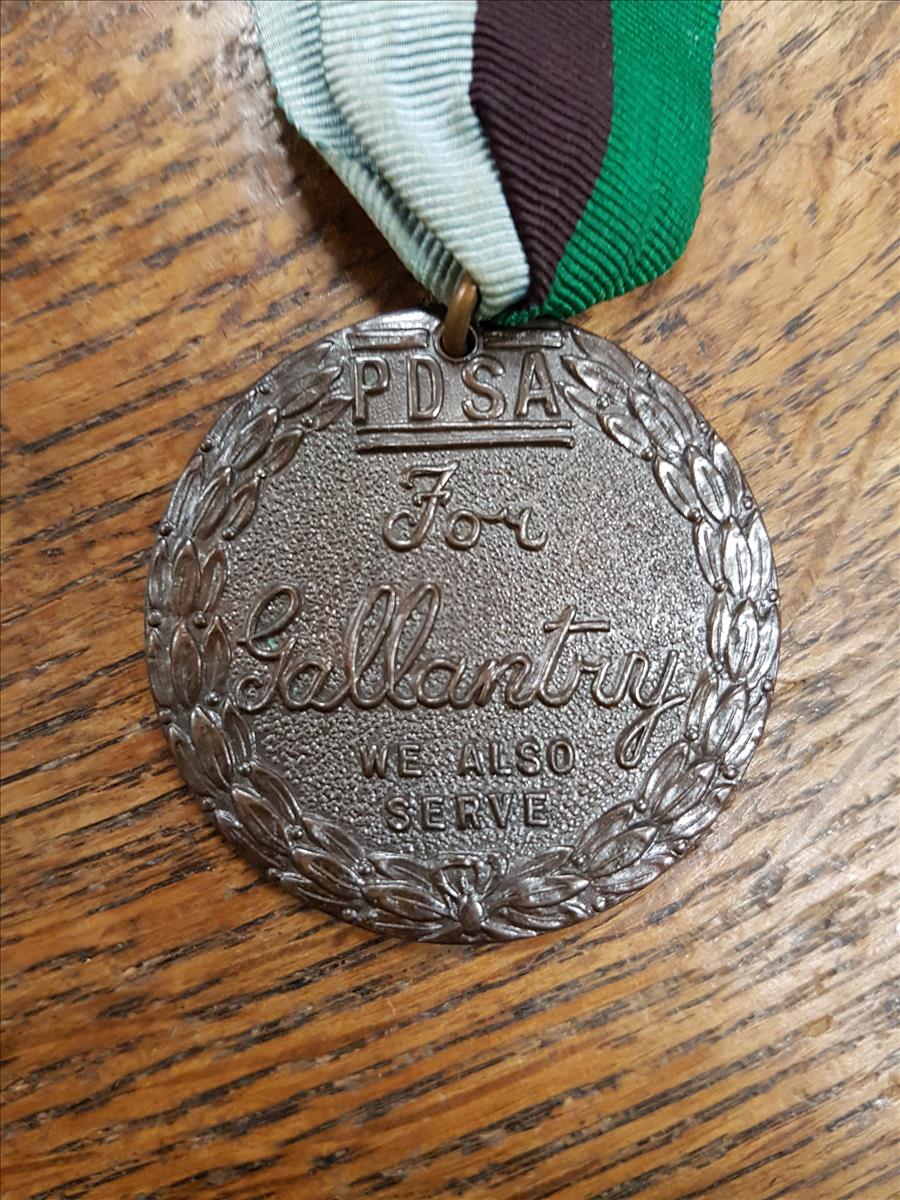 PDSA
For
Gallantry
WE ALSO
SERVE